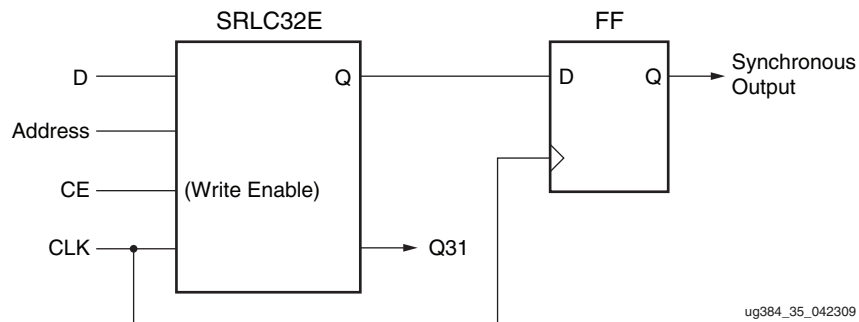 SRLC32E
FF
D
Q
D
Q
Synchronous
Output
Address
CE
(Write Enable)
CLK
Q31
ug384_35_042309